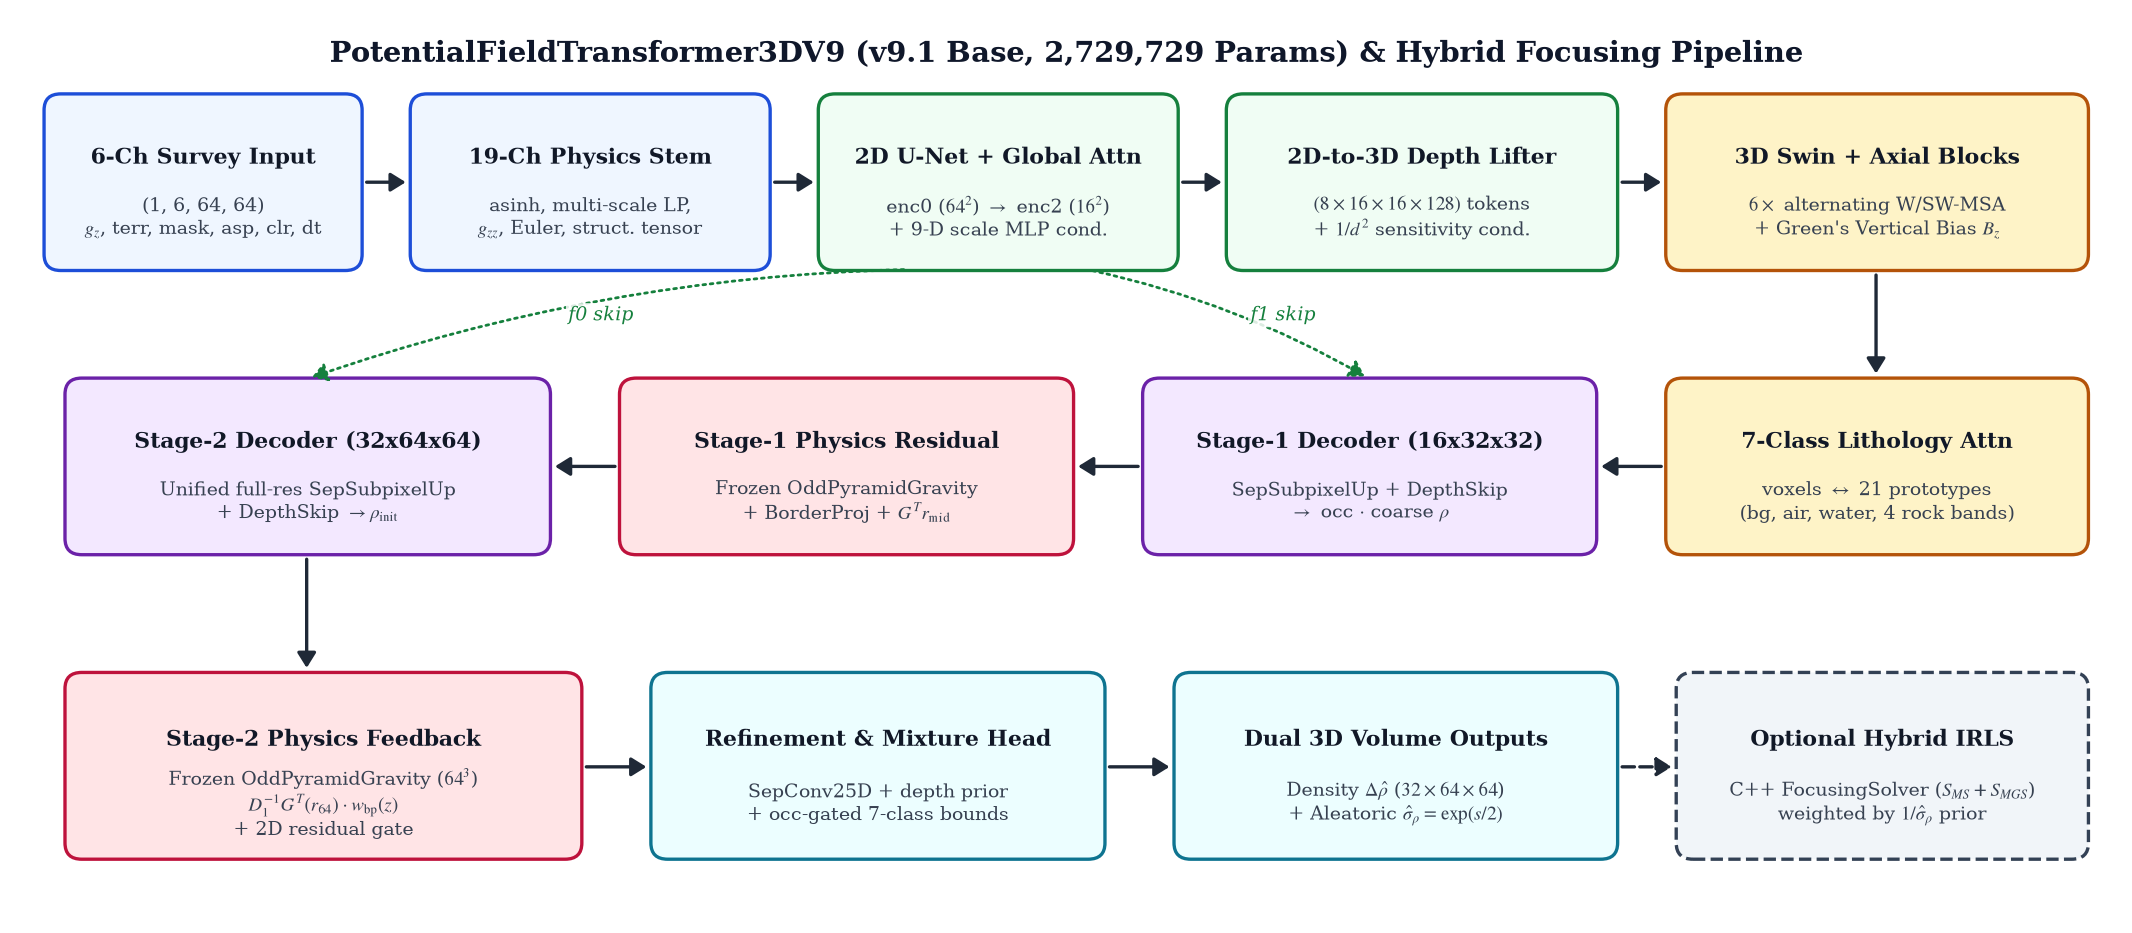 PotentialFieldTransformer3DV9 (v9.1 Base, 2,729,729 Params) & Hybrid Focusing Pipeline
6-Ch Survey Input
(1, 6, 64, 64)
g_z, terr, mask, asp, clr, dt
19-Ch Physics Stem
asinh, multi-scale LP,
g_zz, Euler, struct. tensor
2D U-Net + Global Attn
enc0 (64²) → enc2 (16²)
+ 9-D scale MLP cond.
2D-to-3D Depth Lifter
(8×16×16×128) tokens
+ 1/d² sensitivity cond.
3D Swin + Axial Blocks
6× alternating W/SW-MSA
+ Green's Vertical Bias B_z
f0 skip
f1 skip
Stage-2 Decoder (32x64x64)
Unified full-res SepSubpixelUp
+ DepthSkip → ρ_init
Stage-1 Physics Residual
Frozen OddPyramidGravity
+ BorderProj + G^T r_mid
Stage-1 Decoder (16x32x32)
SepSubpixelUp + DepthSkip
→ occ · coarse ρ
7-Class Lithology Attn
voxels ↔ 21 prototypes
(bg, air, water, 4 rock bands)
Stage-2 Physics Feedback
Frozen OddPyramidGravity (64³)
D_1^{-1} G^T(r_64) · w_bp(z)
+ 2D residual gate
Refinement & Mixture Head
SepConv25D + depth prior
+ occ-gated 7-class bounds
Dual 3D Volume Outputs
Density Δρ̂ (32×64×64)
+ Aleatoric σ̂_ρ = exp(s/2)
Optional Hybrid IRLS
C++ FocusingSolver (S_MS + S_MGS)
weighted by 1/σ̂_ρ prior